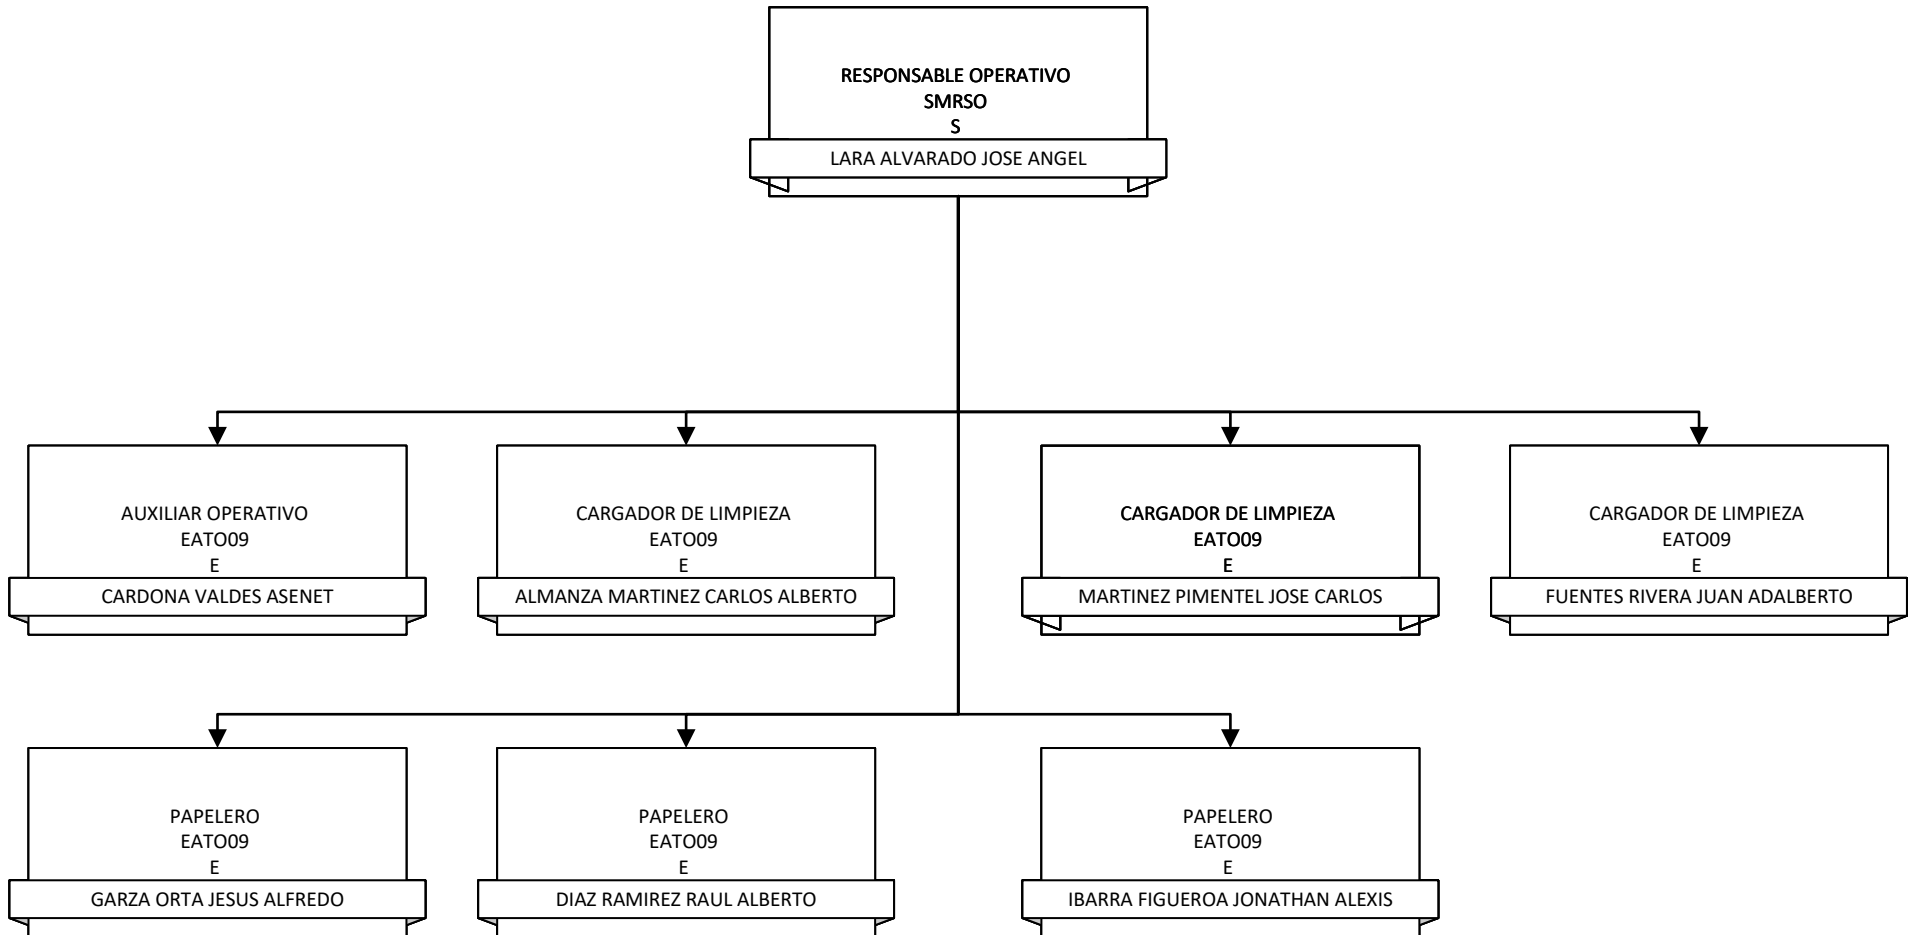 RESPONSABLE OPERATIVO
SMRSO
S
LARA ALVARADO JOSE ANGEL
AUXILIAR OPERATIVO
EATO09
E
CARDONA VALDES ASENET
CARGADOR DE LIMPIEZA
EATO09
E
ALMANZA MARTINEZ CARLOS ALBERTO
CARGADOR DE LIMPIEZA
EATO09
E
MARTINEZ PIMENTEL JOSE CARLOS
CARGADOR DE LIMPIEZA
EATO09
E
FUENTES RIVERA JUAN ADALBERTO
PAPELERO
EATO09
E
GARZA ORTA JESUS ALFREDO
PAPELERO
EATO09
E
DIAZ RAMIREZ RAUL ALBERTO
PAPELERO
EATO09
E
IBARRA FIGUEROA JONATHAN ALEXIS